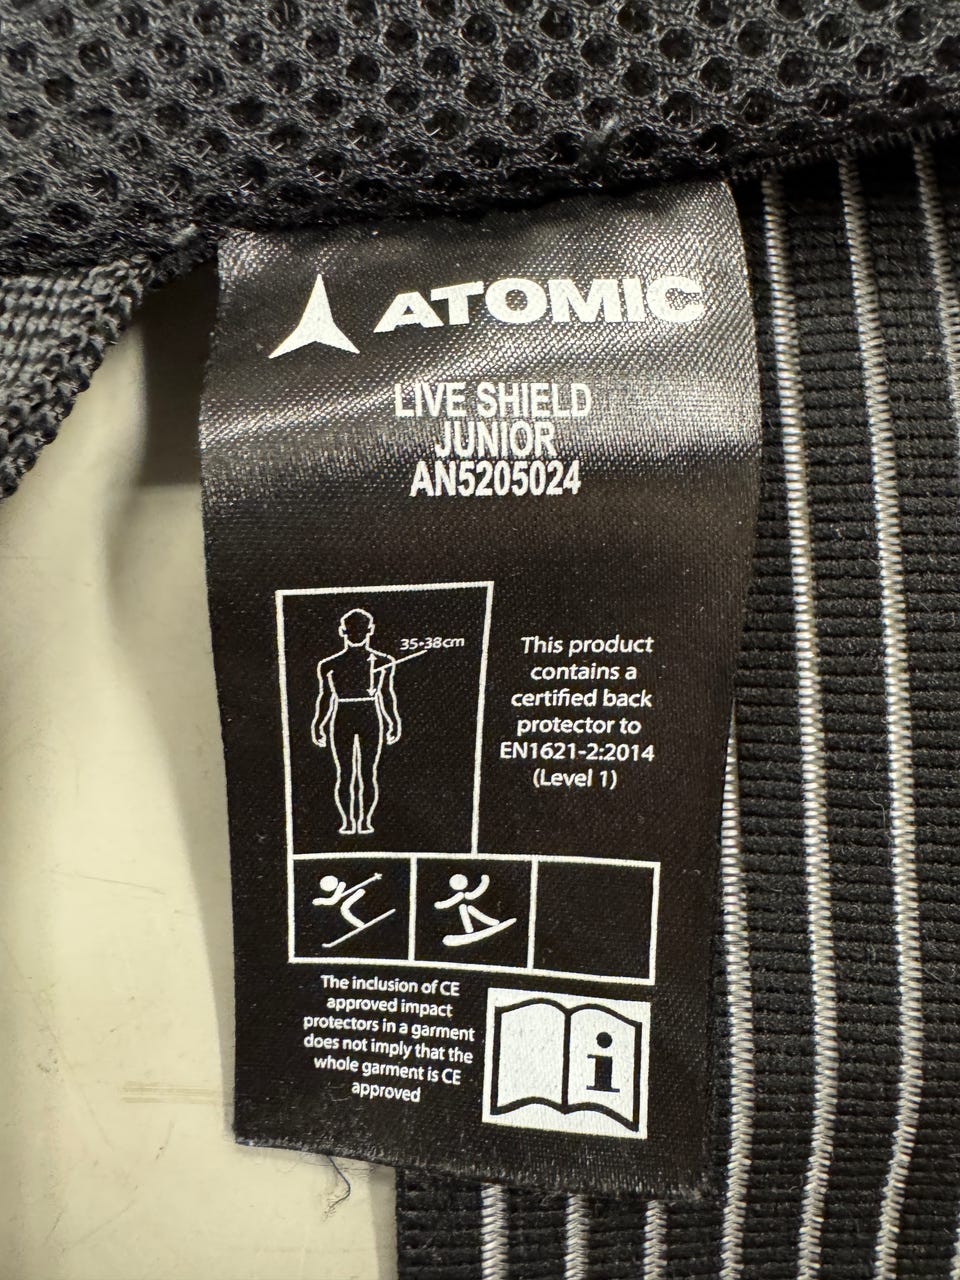 ATOMIC
LIVE SHIELD
JUNIOR
AN5205024
35-38cm
This product
contains a
certified back
protector to
EN1621-2:2014
(Level 1)
The inclusion of CE
approved impact
protectors in a garment
does not imply that the
whole garment is CE
approved
i